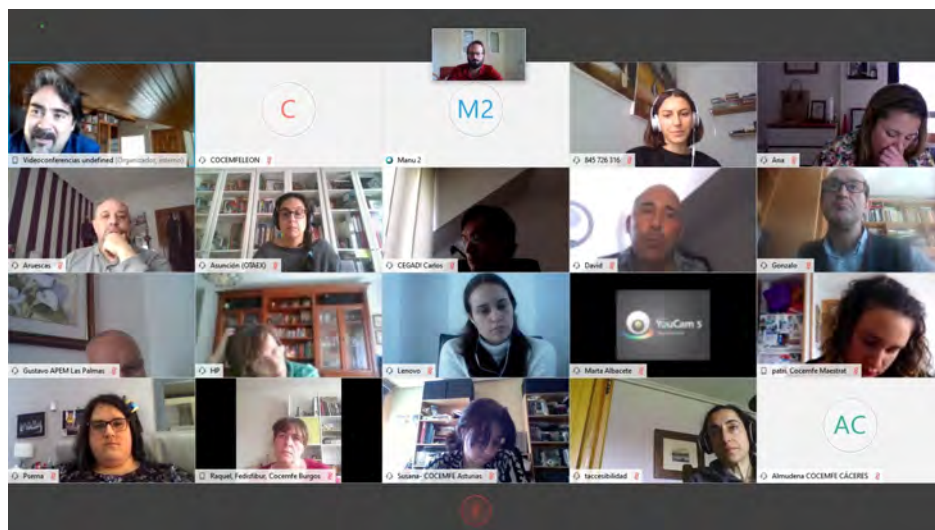 C
M2
Videoconferencias undefined (Organizador, interno)
COCEMFELEON
Manu 2
845 726 316
Ana
Aruescas
Asunción (OTAEX)
CEGADI Carlos
David
Gonzalo
YouCam 5
Gustavo APEM Las Palmas
HP
Lenovo
Marta Albacete
patri, Cocemfe Maestrat
AC
Psema
Raquel, Fedisfibur, Cocemfe Burgos
Susana- COCEMFE Asturias
taccesibilidad
Almudena COCEMFE CÁCERES